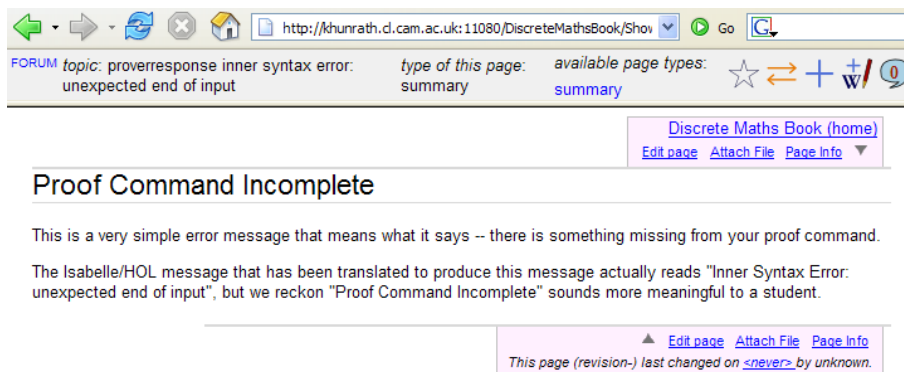 http://khunrath.cl.cam.ac.uk:11080/DiscreteMathsBook/Show Go G
FORUM topic: proverresponse inner syntax error: type of this page: available page types:
unexpected end of input summary summary
W 0
Discrete Maths Book (home)
Edit page Attach File Page Info
Proof Command Incomplete
This is a very simple error message that means what it says -- there is something missing from your proof command.
The Isabelle/HOL message that has been translated to produce this message actually reads "Inner Syntax Error:
unexpected end of input", but we reckon "Proof Command Incomplete" sounds more meaningful to a student.
Edit page Attach File Page Info
This page (revision-) last changed on <never> by unknown.